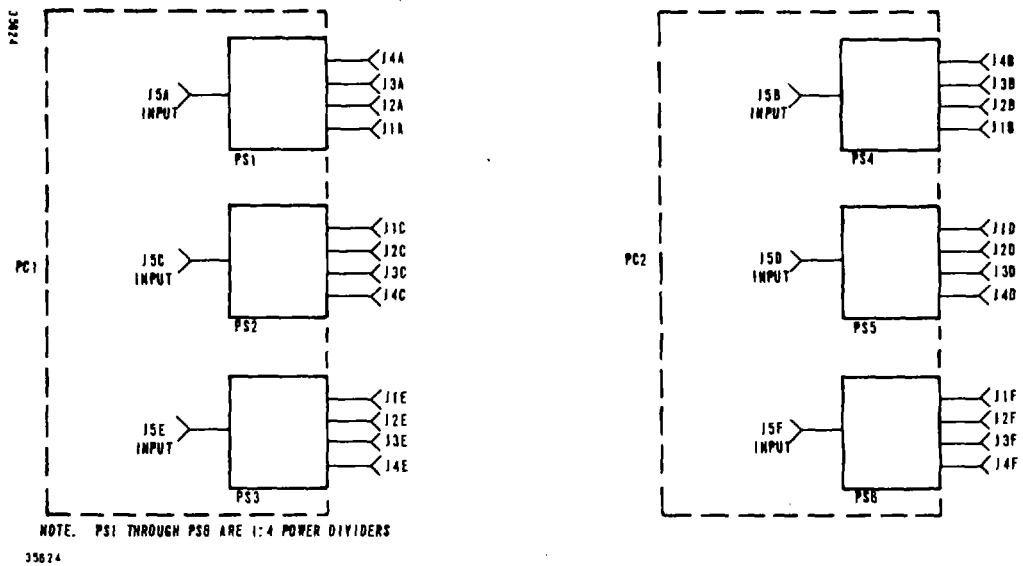 35624
J4A
J3A
J2A
J1A
J5A
INPUT
PS1
J1C
J2C
J3C
J4C
PC1
J5C
INPUT
PS2
J1E
J2E
J3E
J4E
J5E
INPUT
PS3
J4B
J3B
J2B
J1B
J5B
INPUT
PS4
J1D
J2D
J3D
J4D
PC2
J5D
INPUT
PS5
J1F
J2F
J3F
J4F
J5F
INPUT
PS6
NOTE. PS1 THROUGH PS6 ARE 1:4 POWER DIVIDERS
35624